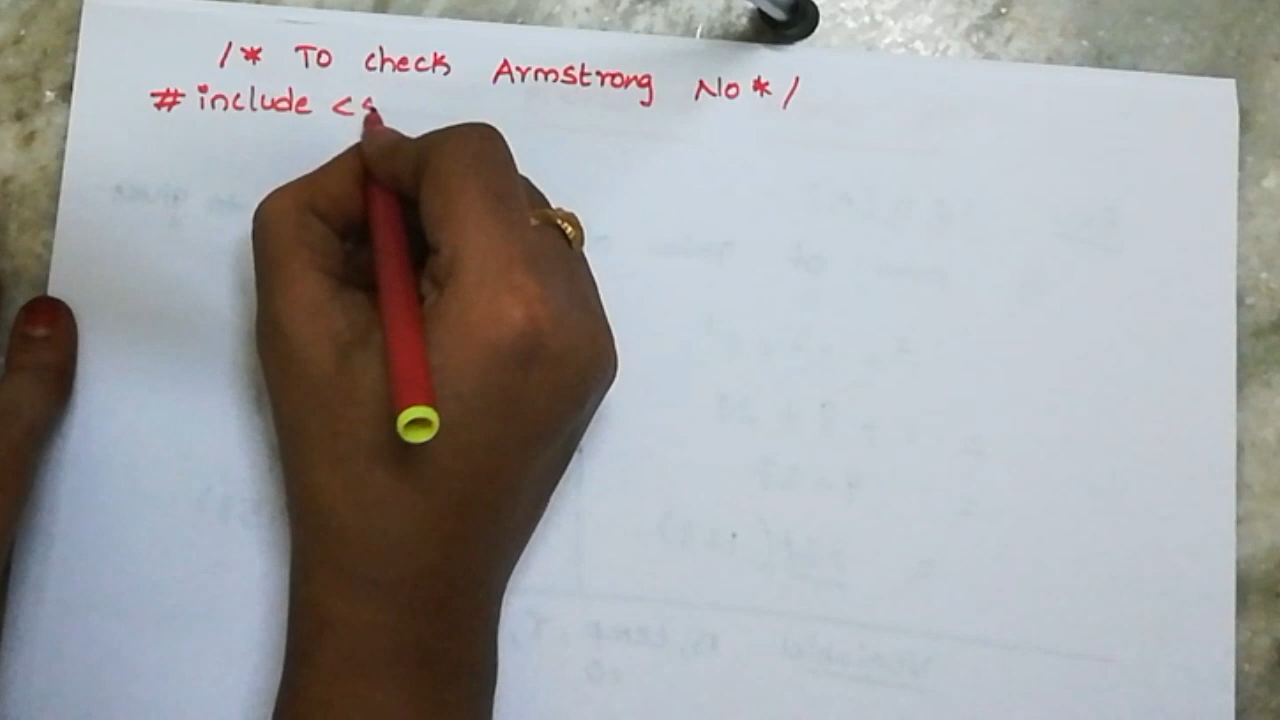 /* To check Armstrong No */
# include <s